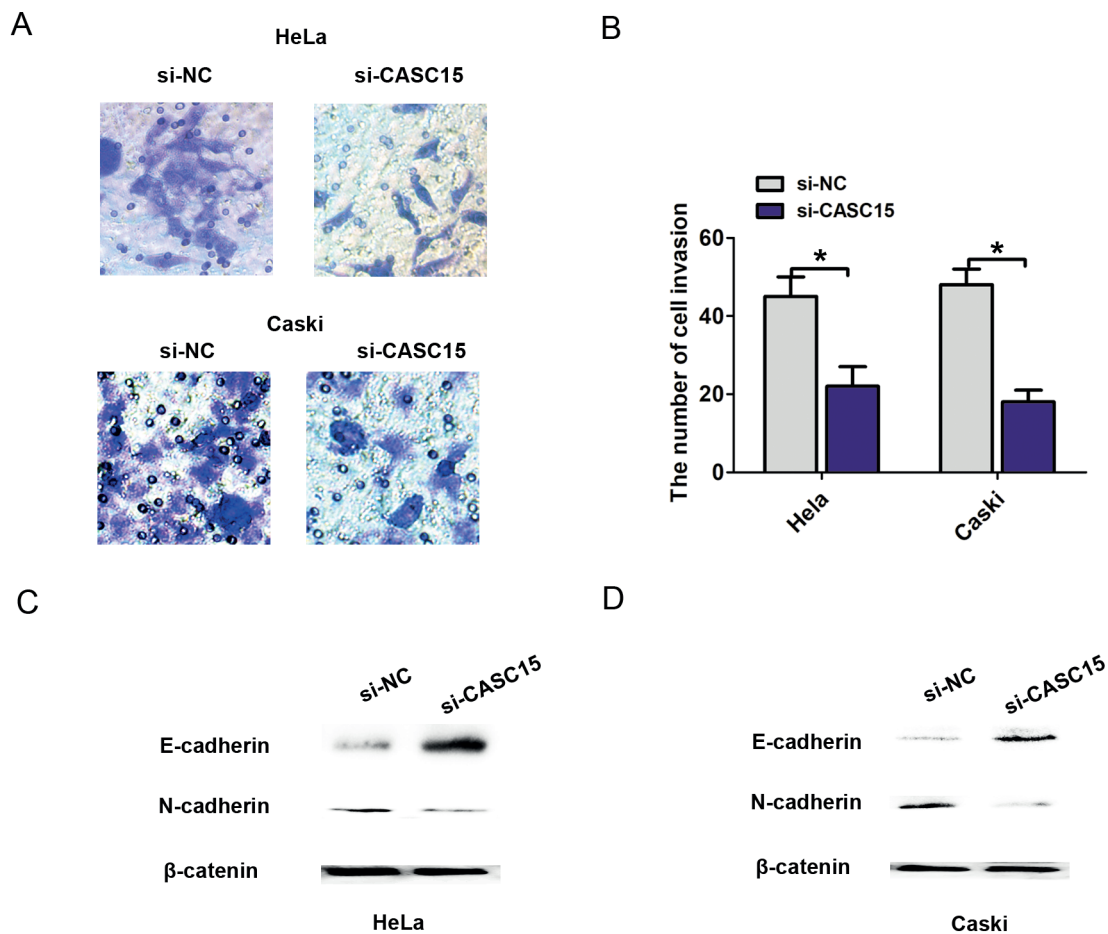 A
HeLa
si-NC si-CASC15
Caski
si-NC si-CASC15
B
si-NC
si-CASC15
The number of cell invasion
60
40
20
0
* *
Hela Caski
C
si-NC si-CASC15
E-cadherin
N-cadherin
β-catenin
HeLa
D
si-NC si-CASC15
E-cadherin
N-cadherin
β-catenin
Caski